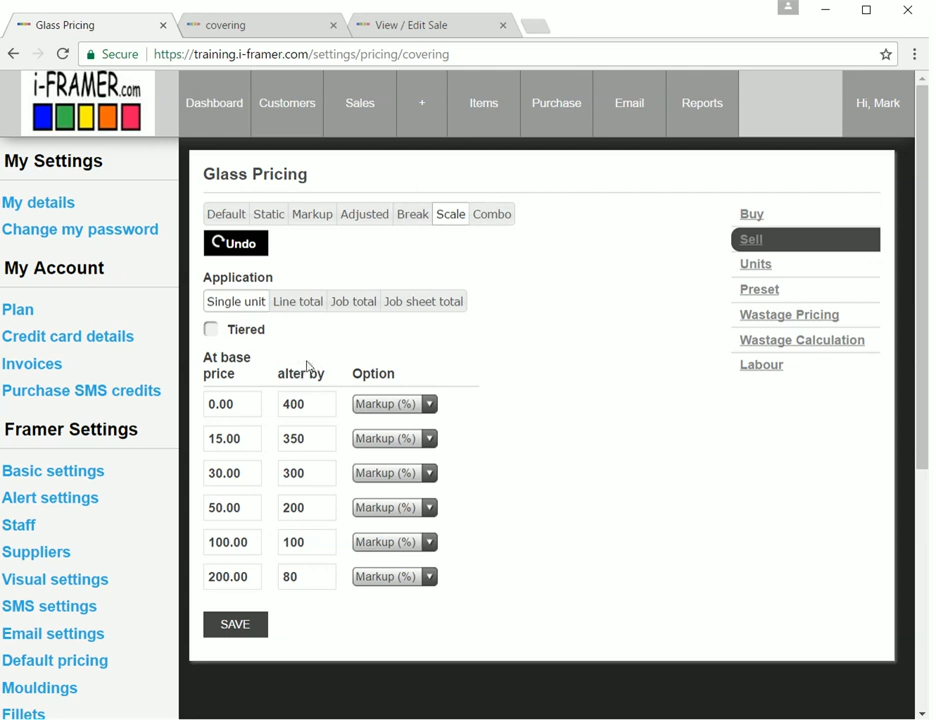 Glass Pricing
covering
View / Edit Sale
Secure
https://training.i-framer.com/settings/pricing/covering
i-FRAMER.com
Dashboard
Customers
Sales
+
Items
Purchase
Email
Reports
Hi, Mark
My Settings
My details
Change my password
My Account
Plan
Credit card details
Invoices
Purchase SMS credits
Framer Settings
Basic settings
Alert settings
Staff
Suppliers
Visual settings
SMS settings
Email settings
Default pricing
Mouldings
Fillets
Glass Pricing
Default Static Markup Adjusted Break Scale Combo
Undo
Application
Single unit Line total Job total Job sheet total
Tiered
At base price alter by Option
0.00 400 Markup (%)
15.00 350 Markup (%)
30.00 300 Markup (%)
50.00 200 Markup (%)
100.00 100 Markup (%)
200.00 80 Markup (%)
SAVE
Buy
Sell
Units
Preset
Wastage Pricing
Wastage Calculation
Labour